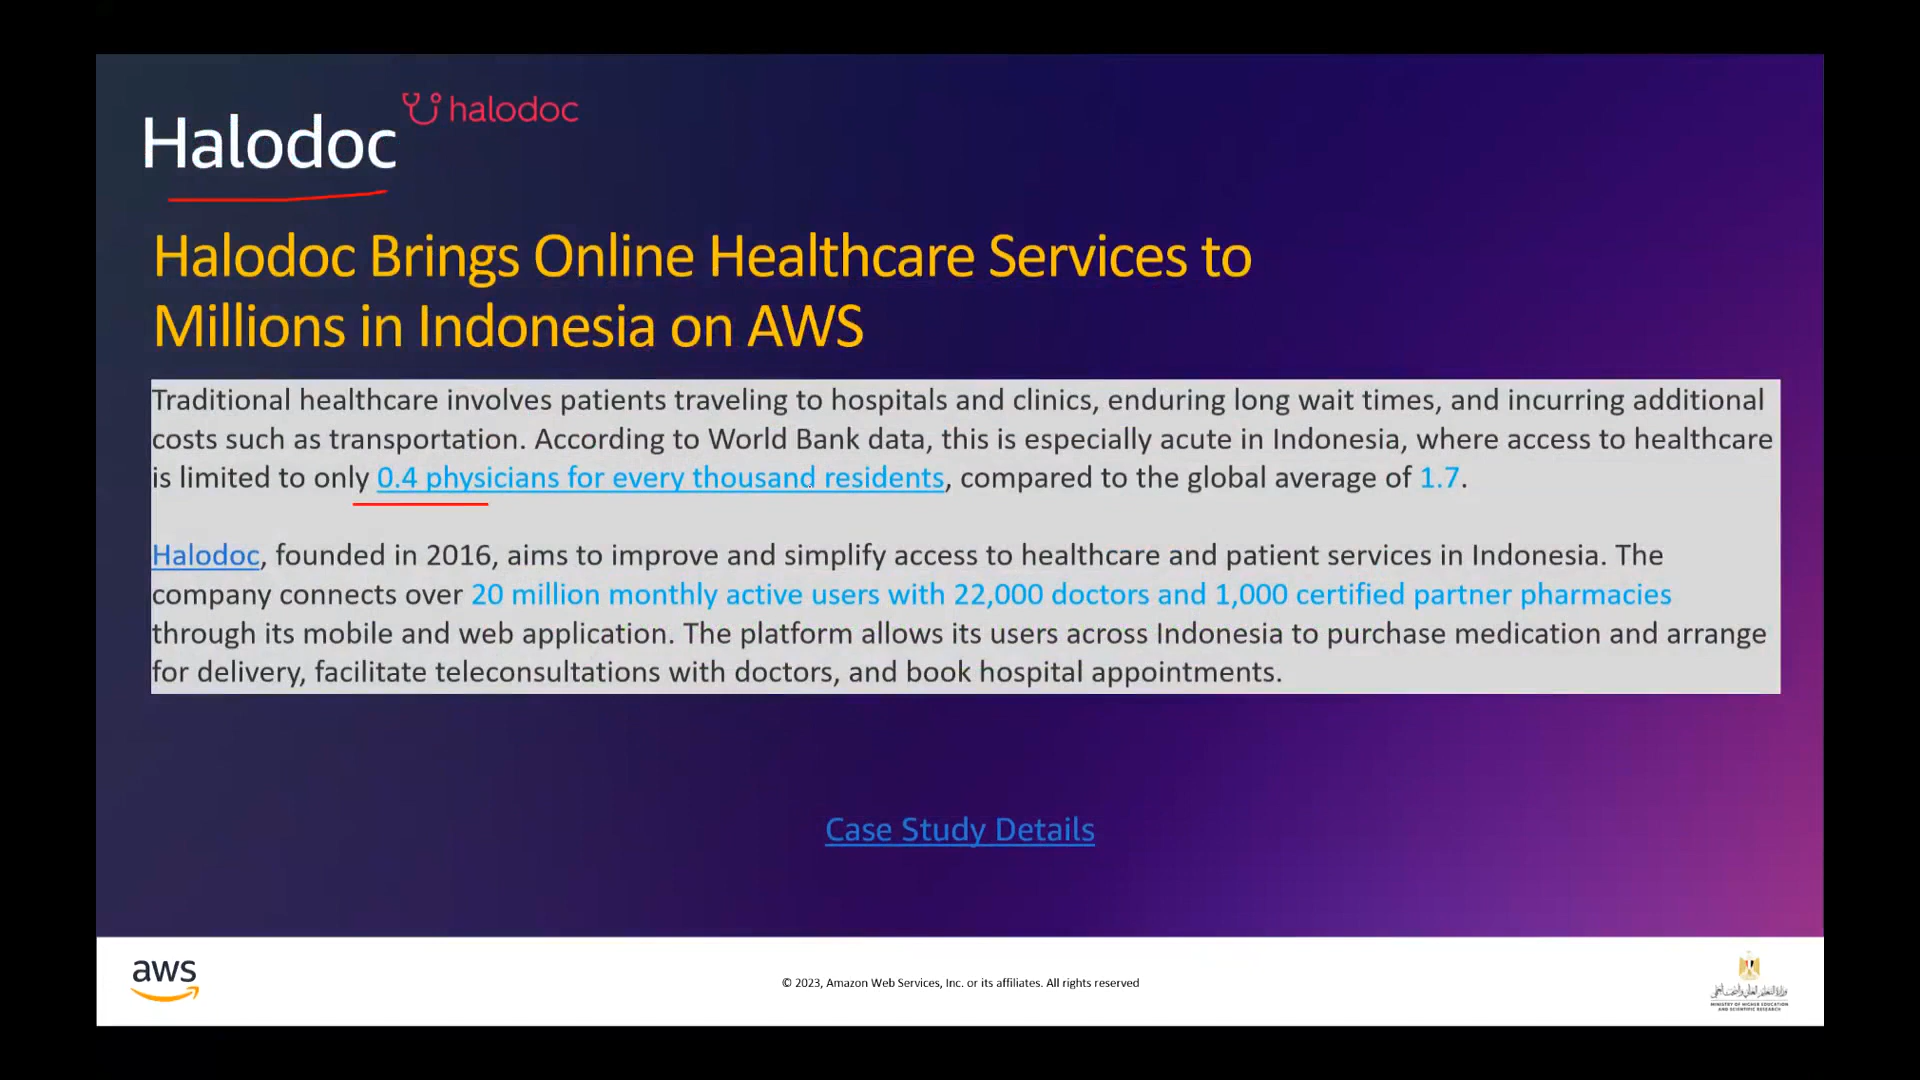 Halodoc
halodoc
Halodoc Brings Online Healthcare Services to
Millions in Indonesia on AWS
Traditional healthcare involves patients traveling to hospitals and clinics, enduring long wait times, and incurring additional
costs such as transportation. According to World Bank data, this is especially acute in Indonesia, where access to healthcare
is limited to only 0.4 physicians for every thousand residents, compared to the global average of 1.7.
Halodoc, founded in 2016, aims to improve and simplify access to healthcare and patient services in Indonesia. The
company connects over 20 million monthly active users with 22,000 doctors and 1,000 certified partner pharmacies
through its mobile and web application. The platform allows its users across Indonesia to purchase medication and arrange
for delivery, facilitate teleconsultations with doctors, and book hospital appointments.
Case Study Details
aws
© 2023, Amazon Web Services, Inc. or its affiliates. All rights reserved
MINISTRY OF HIGHER EDUCATION
AND SCIENTIFIC RESEARCH